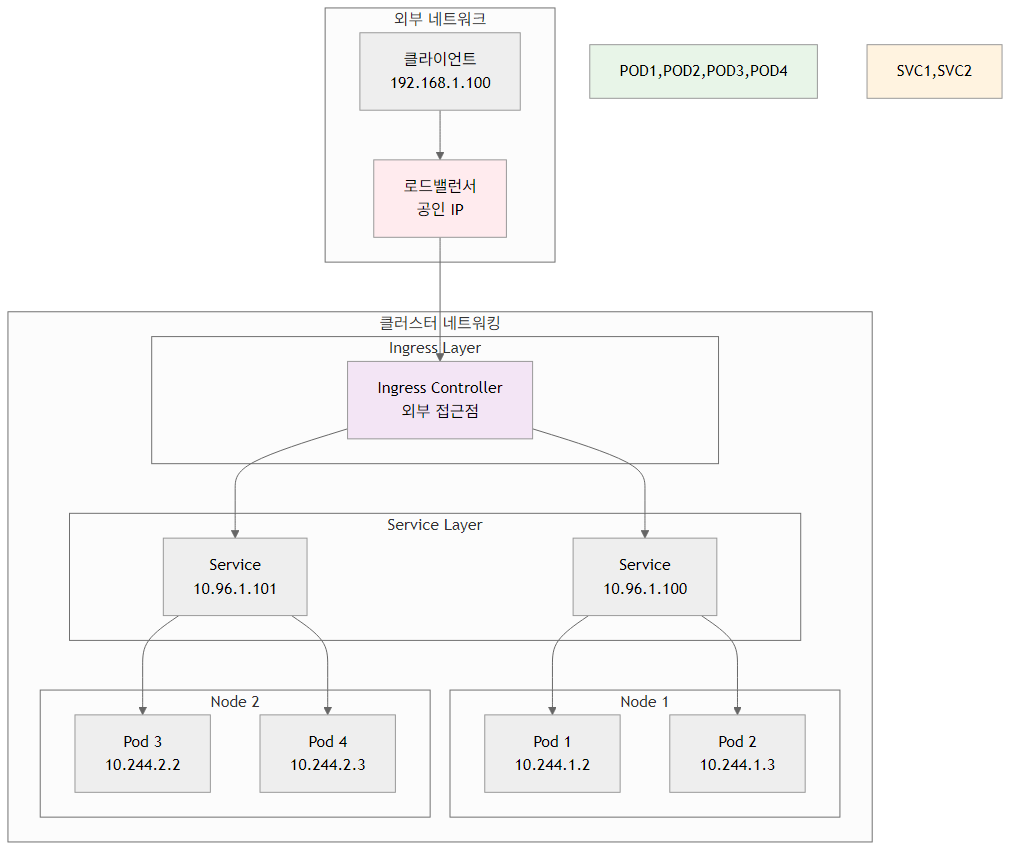 외부 네트워크
클라이언트
192.168.1.100
POD1,POD2,POD3,POD4
SVC1,SVC2
로드밸런서
공인 IP
클러스터 네트워킹
Ingress Layer
Ingress Controller
외부 접근점
Service Layer
Service
10.96.1.101
Service
10.96.1.100
Node 2
Pod 3
10.244.2.2
Pod 4
10.244.2.3
Node 1
Pod 1
10.244.1.2
Pod 2
10.244.1.3